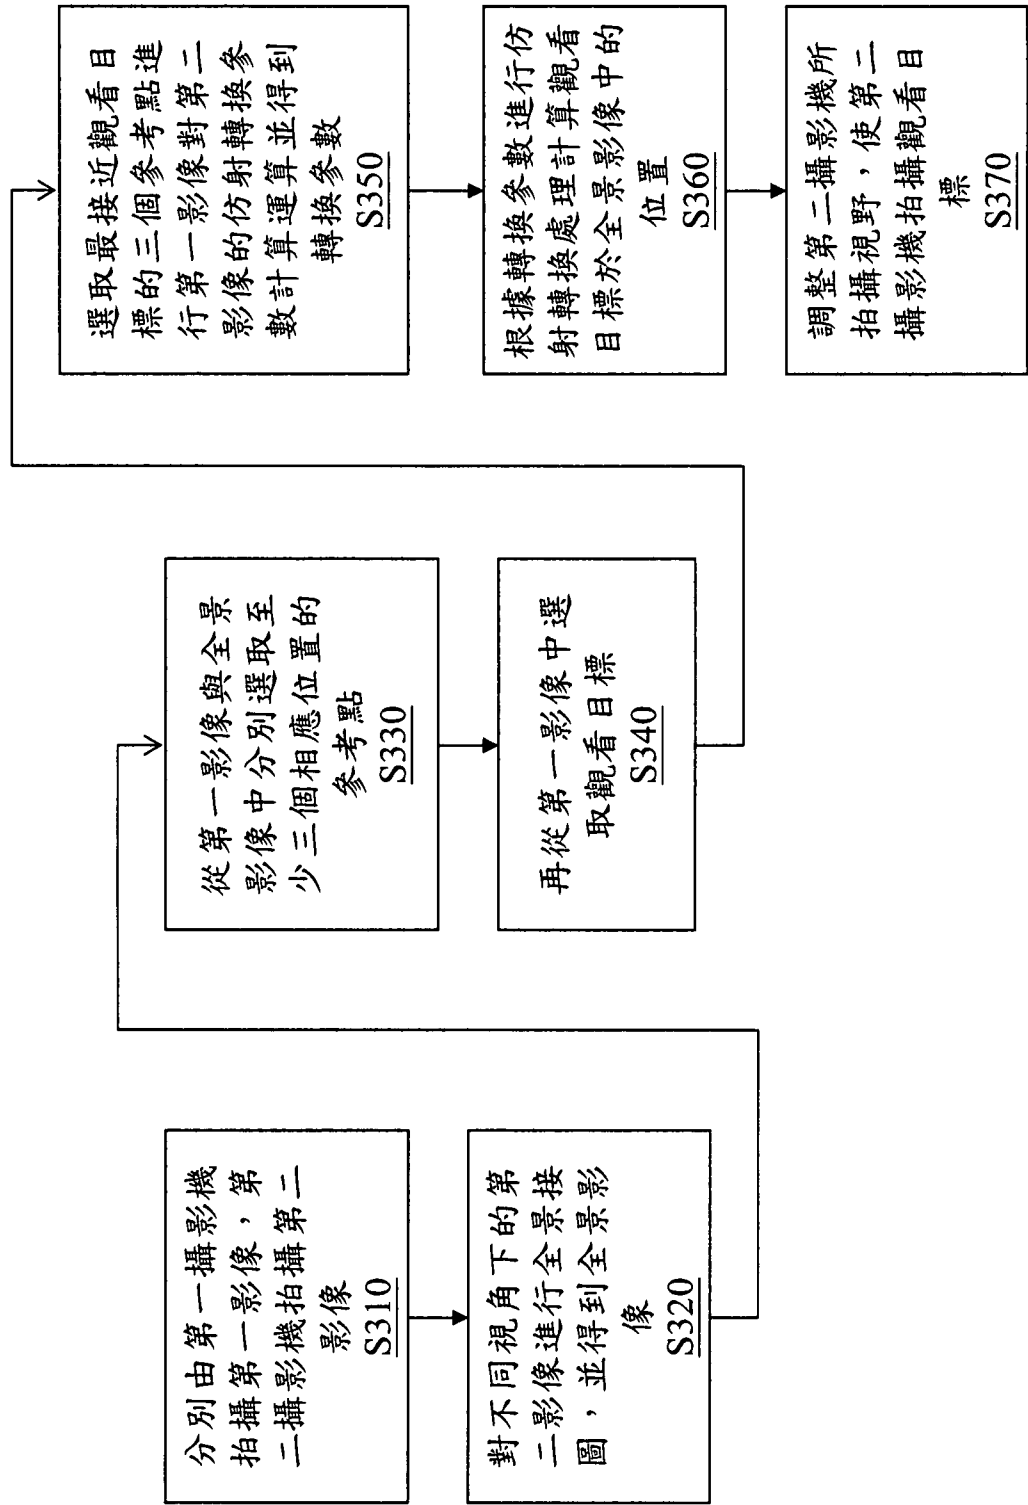 分別由第一攝影機
拍攝第一影像，第
二攝影機拍攝第二
影像
S310
對不同視角下的第
二影像進行全景接
圖，並得到全景影
像
S320
從第一影像與全景
影像中分別選取至
少三個相應位置的
參考點
S330
再從第一影像中選
取觀看目標
S340
選取最接近觀看目
標的三個參考點進
行第一影像對第二
影像的仿射轉換參
數計算運算並得到
轉換參數
S350
根據轉換參數進行仿
射轉換處理計算觀看
目標於全景影像中的
位置
S360
調整第二攝影機所
拍攝視野，使第二
攝影機拍攝觀看目
標
S370